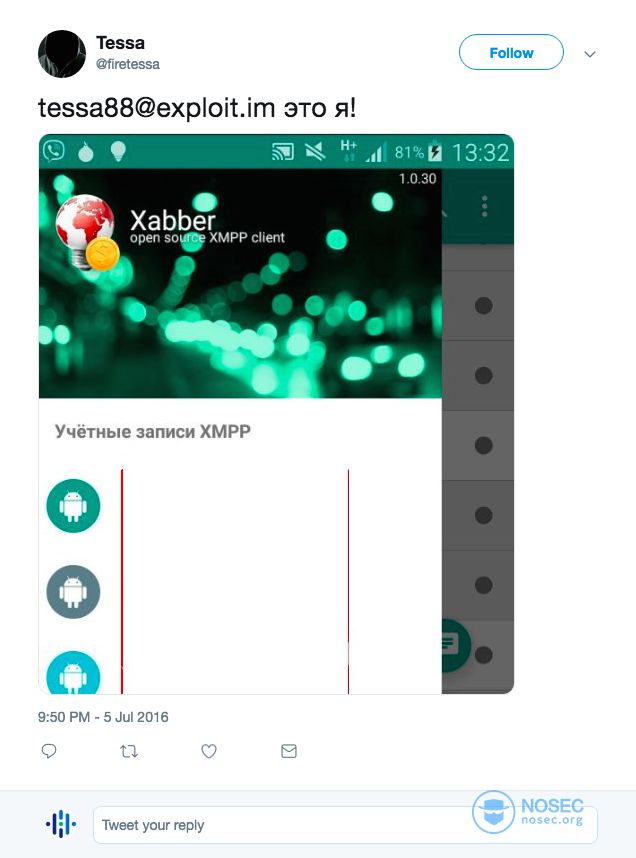 Tessa
@firetessa
Follow
tessa88@exploit.im это я!
H+
81%
13:32
1.0.30
Xabber
open source XMPP client
Учётные записи XMPP
9:50 PM - 5 Jul 2016
Tweet your reply
NOSEC
nosec.org